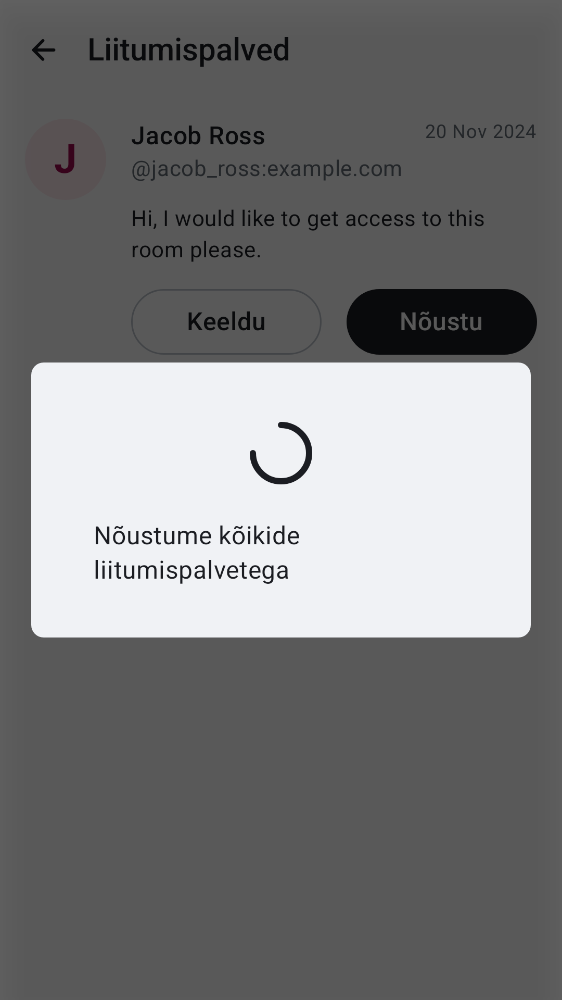 Liitumispalved
J
Jacob Ross
20 Nov 2024
@jacob_ross:example.com
Hi, I would like to get access to this
room please.
Keeldu
Nõustu
Nõustume kõikide
liitumispalvetega